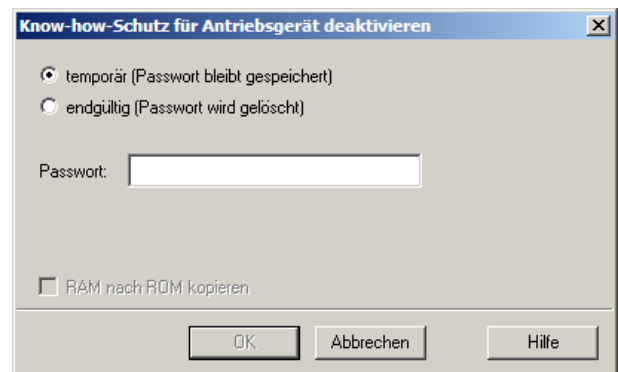 Know-how-Schutz für Antriebsgerät deaktivieren
temporär (Passwort bleibt gespeichert)
endgültig (Passwort wird gelöscht)
Passwort:
RAM nach ROM kopieren
OK Abbrechen Hilfe